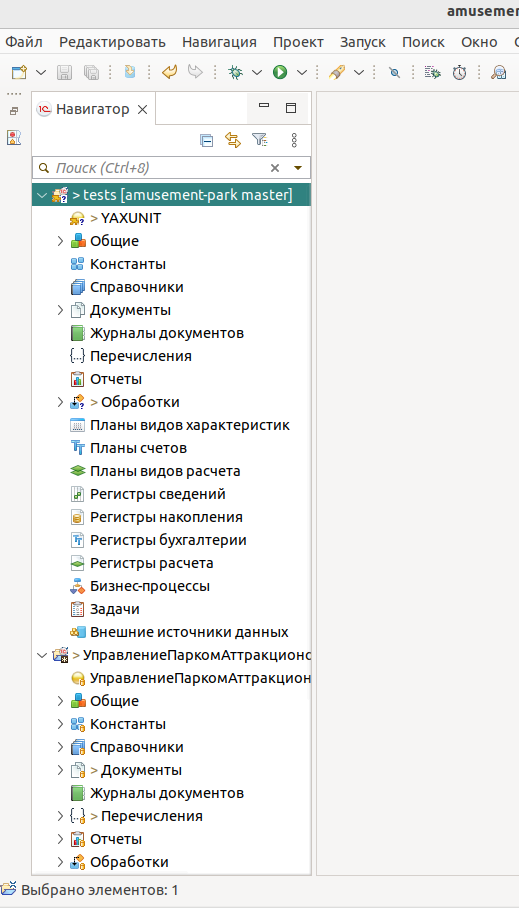 amusemen
Файл Редактировать Навигация Проект Запуск Поиск Окно С
Навигатор
Поиск (Ctrl+8)
> tests [amusement-park master]
> YAXUNIT
Общие
Константы
Справочники
Документы
Журналы документов
Перечисления
Отчеты
> Обработки
Планы видов характеристик
Планы счетов
Планы видов расчета
Регистры сведений
Регистры накопления
Регистры бухгалтерии
Регистры расчета
Бизнес-процессы
Задачи
Внешние источники данных
> УправлениеПаркомАттракционо
УправлениеПаркомАттракцион
Общие
Константы
Справочники
> Документы
Журналы документов
> Перечисления
Отчеты
Обработки
Выбрано элементов: 1